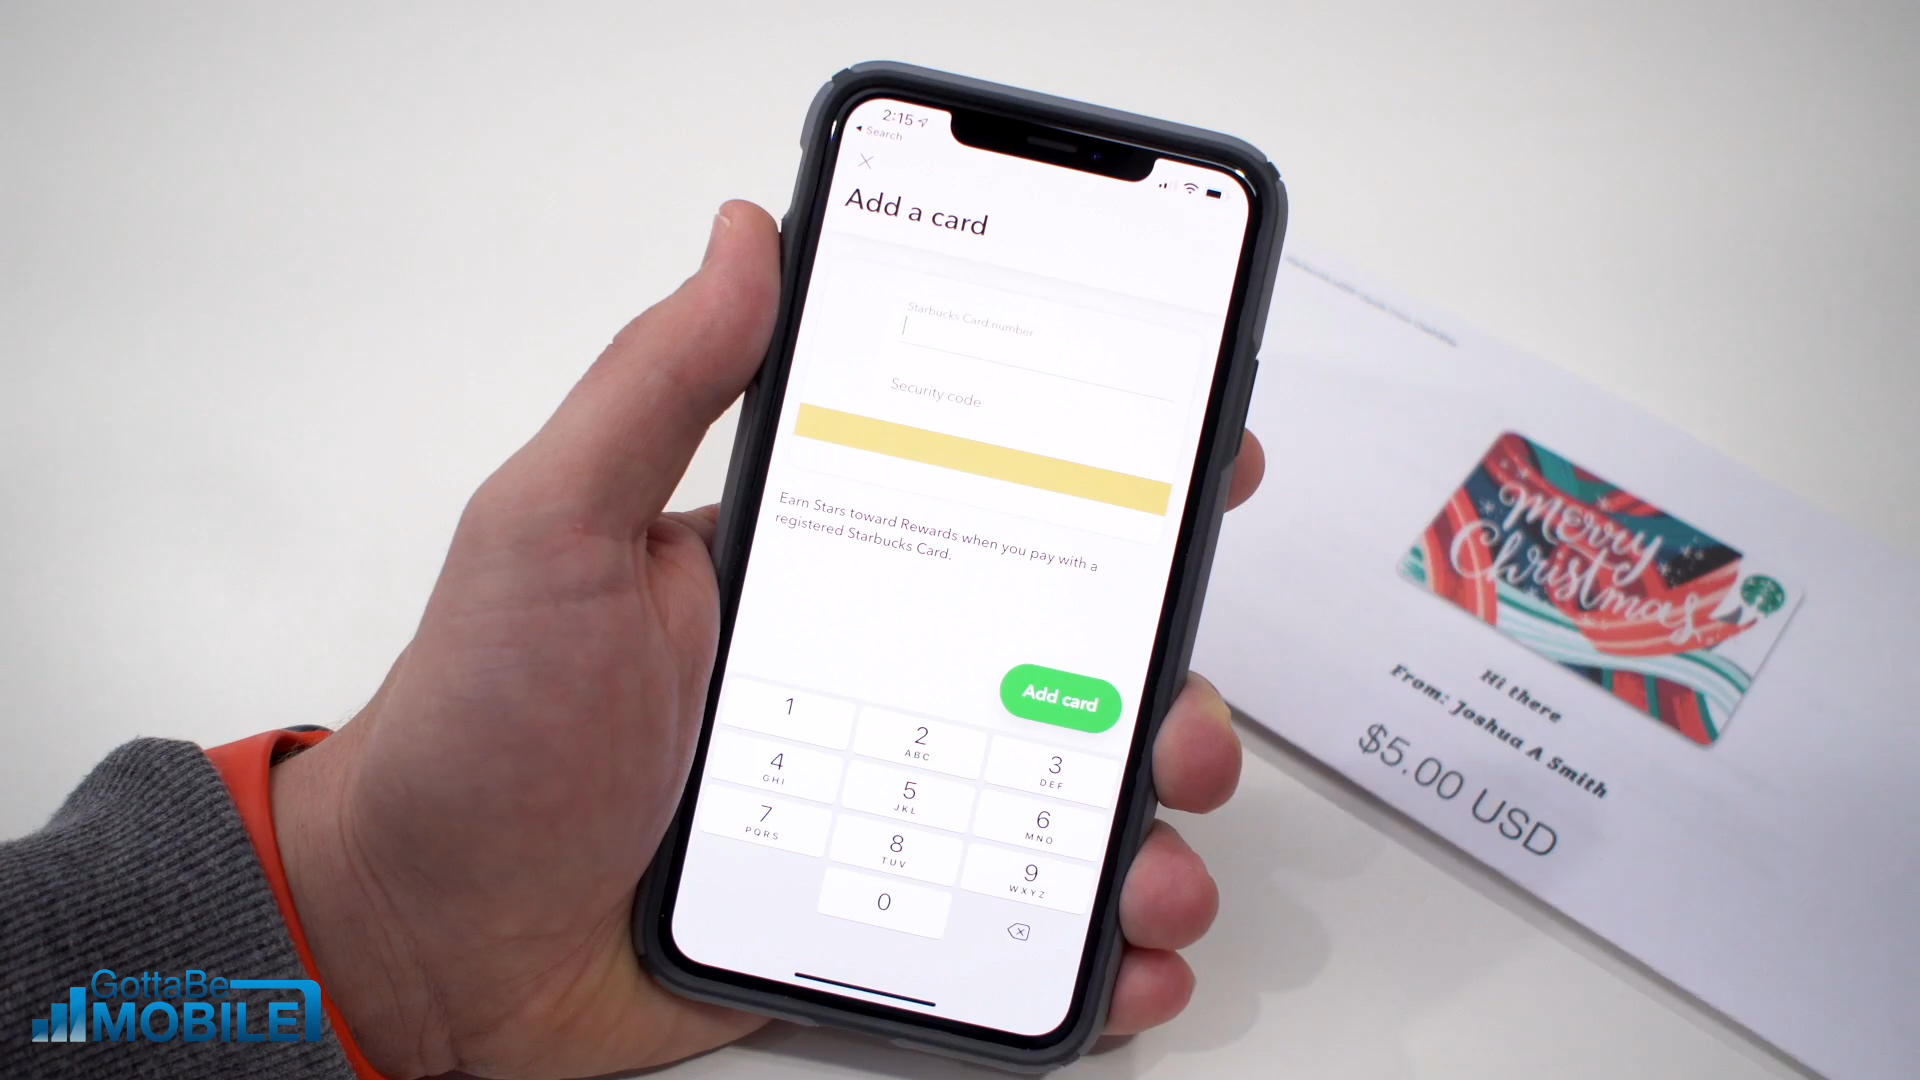 2:15
Search
Add a card
Starbucks Card number
Security code
Earn Stars toward Rewards when you pay with a
registered Starbucks Card.
Add card
1
2
ABC
3
DEF
4
GHI
5
JKL
6
MNO
7
PQRS
8
TUV
9
WXYZ
0
Merry
Christmas
Hi there
From: Joshua A Smith
$5.00 USD
GottaBe
MOBILE